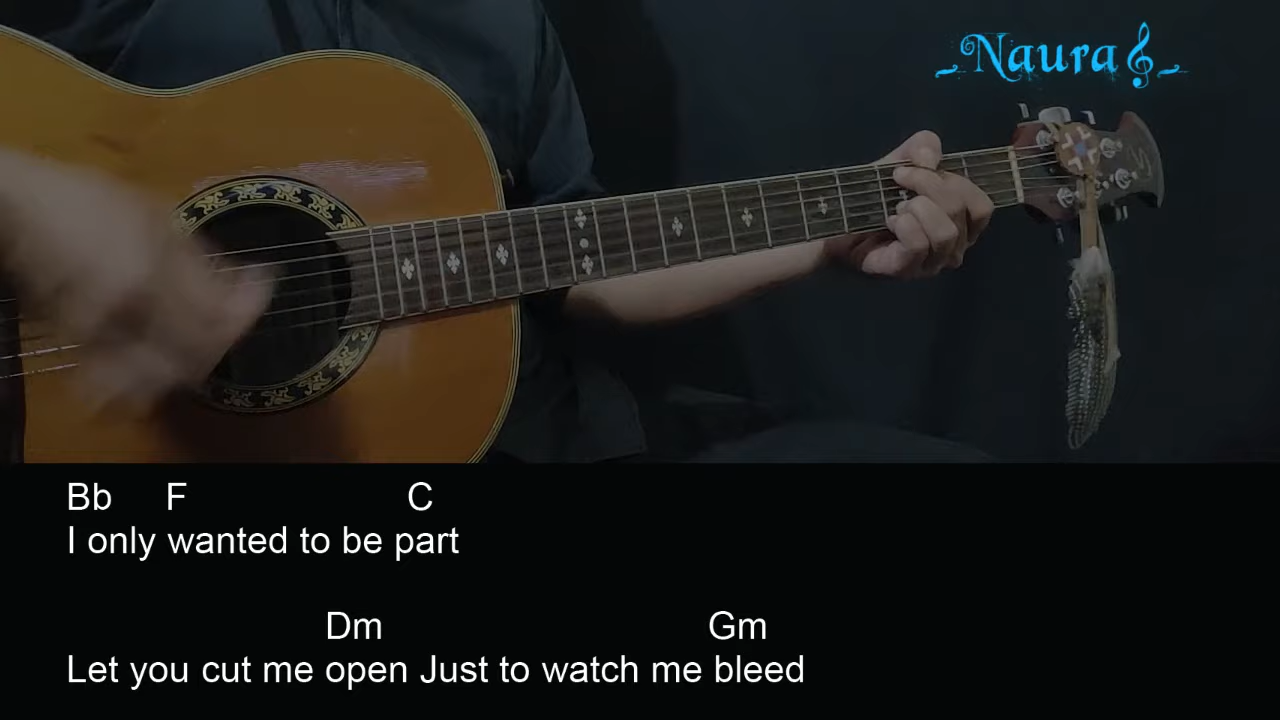 Naura
Bb F C
I only wanted to be part
Dm Gm
Let you cut me open Just to watch me bleed